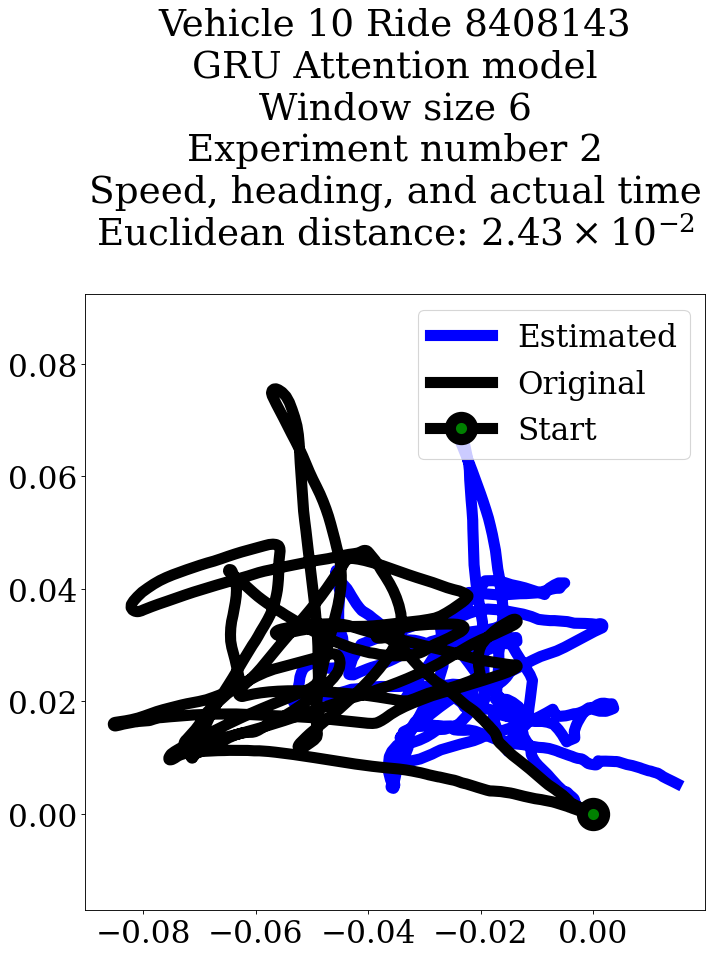 Vehicle 10 Ride 8408143
GRU Attention model
Window size 6
Experiment number 2
Speed, heading, and actual time
Euclidean distance: 2.43 × 10⁻²
Estimated
Original
Start
0.08
0.06
0.04
0.02
0.00
−0.08 −0.06 −0.04 −0.02 0.00